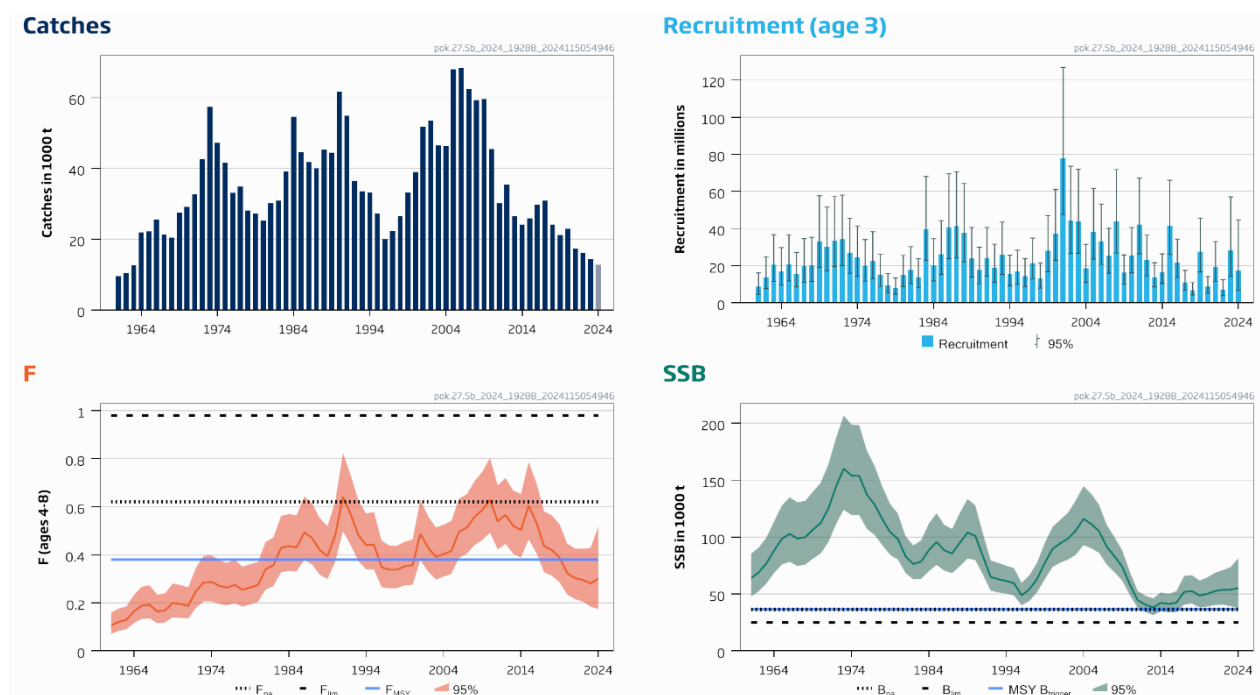 Catches
pok.27.5b_2024_19288_2024115054946
Catches in 1000 t
60
40
20
0
1964 1974 1984 1994 2004 2014 2024
Recruitment (age 3)
pok.27.5b_2024_19288_2024115054946
Recruitment in millions
120
100
80
60
40
20
0
1964 1974 1984 1994 2004 2014 2024
Recruitment 95%
F
pok.27.5b_2024_19288_2024115054946
F (ages 4-8)
1
0.8
0.6
0.4
0.2
0
1964 1974 1984 1994 2004 2014 2024
Fpa Flim FMSY 95%
SSB
pok.27.5b_2024_19288_2024115054946
SSB in 1000 t
200
150
100
50
0
1964 1974 1984 1994 2004 2014 2024
Bpa Blim MSY Btrigger 95%